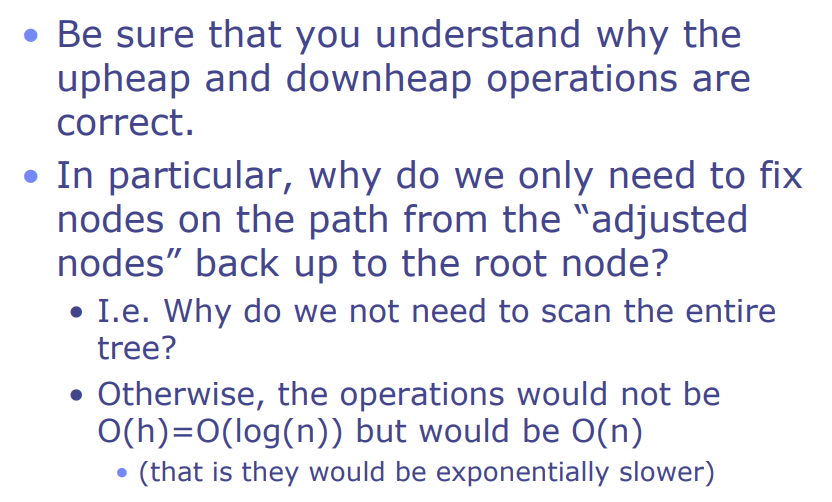 • Be sure that you understand why the
upheap and downheap operations are
correct.
• In particular, why do we only need to fix
nodes on the path from the “adjusted
nodes” back up to the root node?
• I.e. Why do we not need to scan the entire
tree?
• Otherwise, the operations would not be
O(h)=O(log(n)) but would be O(n)
• (that is they would be exponentially slower)